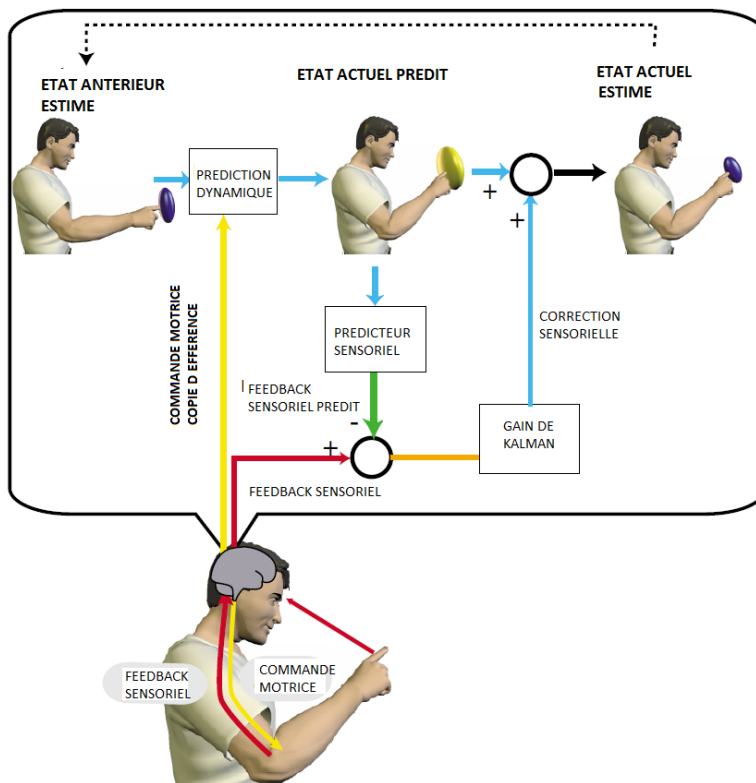 ETAT ANTERIEUR
ESTIME
ETAT ACTUEL PREDIT
ETAT ACTUEL
ESTIME
PREDICTION
DYNAMIQUE
+
+
COMMANDE MOTRICE
COPIE D EFFERENCE
PREDICTEUR
SENSORIEL
CORRECTION
SENSORIELLE
FEEDBACK
SENSORIEL PREDIT
-
+
GAIN DE
KALMAN
FEEDBACK SENSORIEL
FEEDBACK
SENSORIEL
COMMANDE
MOTRICE